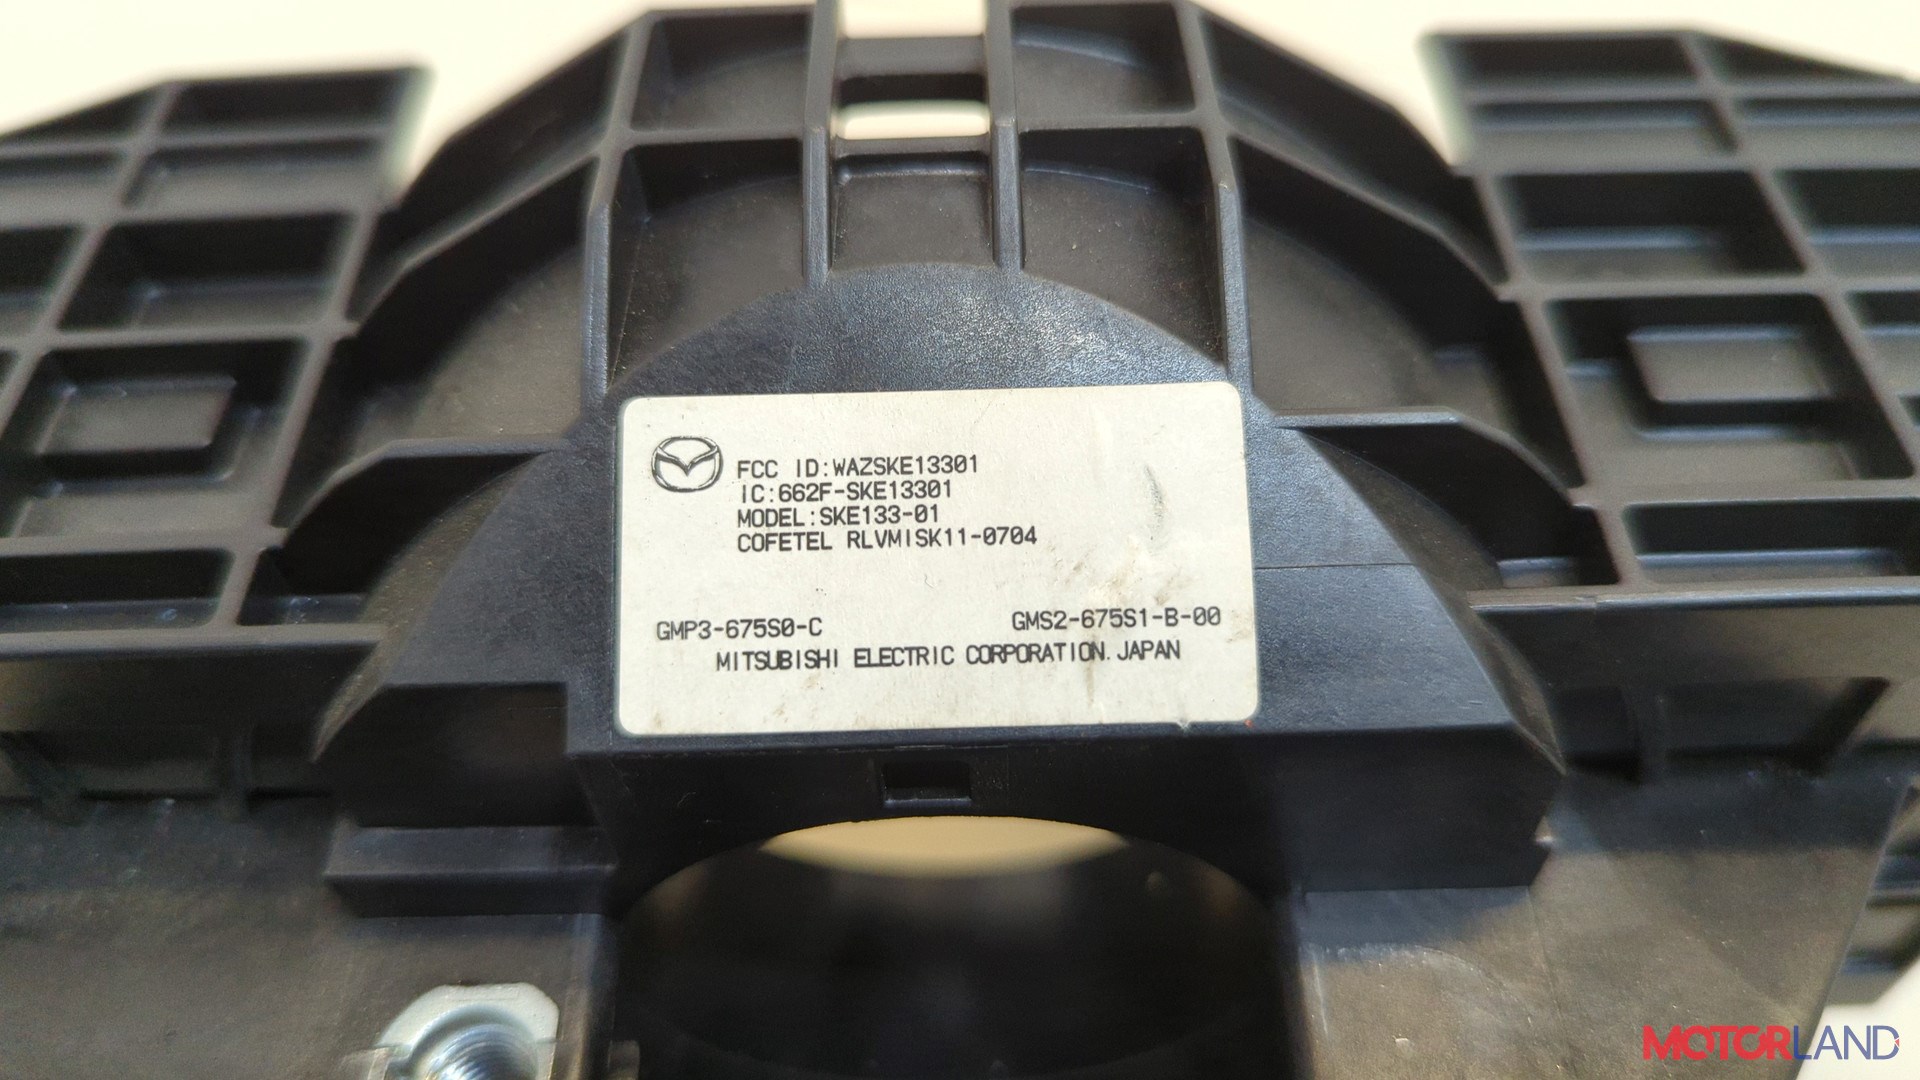 FCC ID:WAZSKE13301
IC:662F-SKE13301
MODEL:SKE133-01
COFETEL RLVMISK11-0704
GMP3-675S0-C GMS2-675S1-B-00
MITSUBISHI ELECTRIC CORPORATION. JAPAN
MOTORLAND